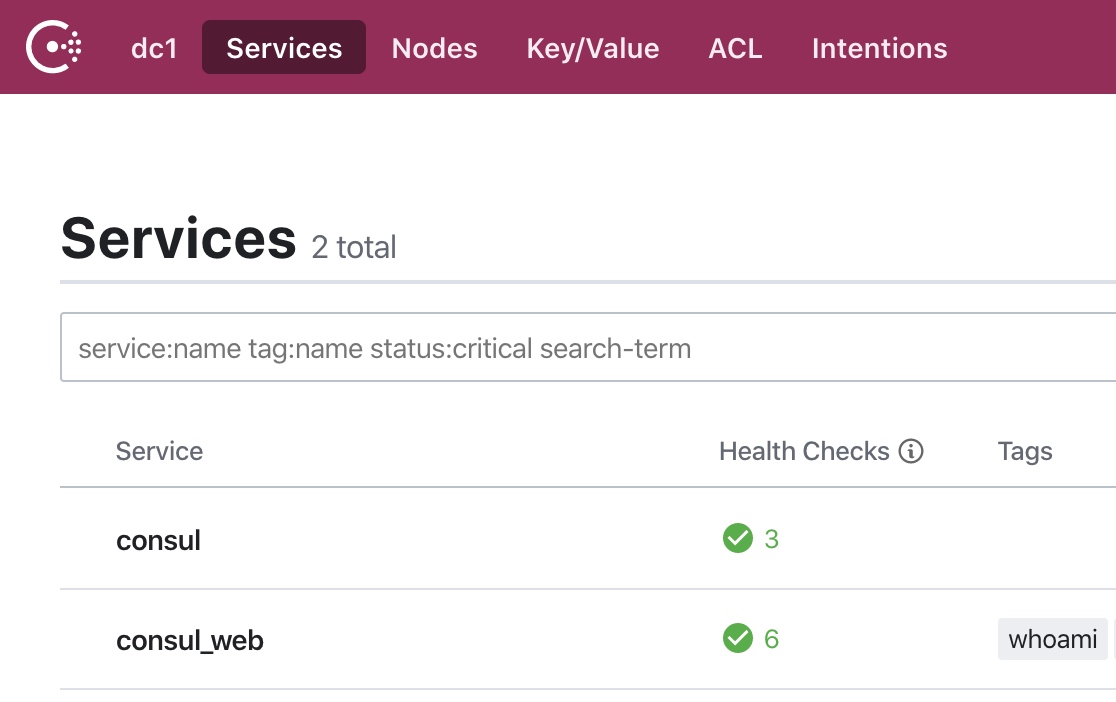 dc1 Services Nodes Key/Value ACL Intentions
Services 2 total
service:name tag:name status:critical search-term
Service Health Checks Tags
consul 3
consul_web 6 whoami